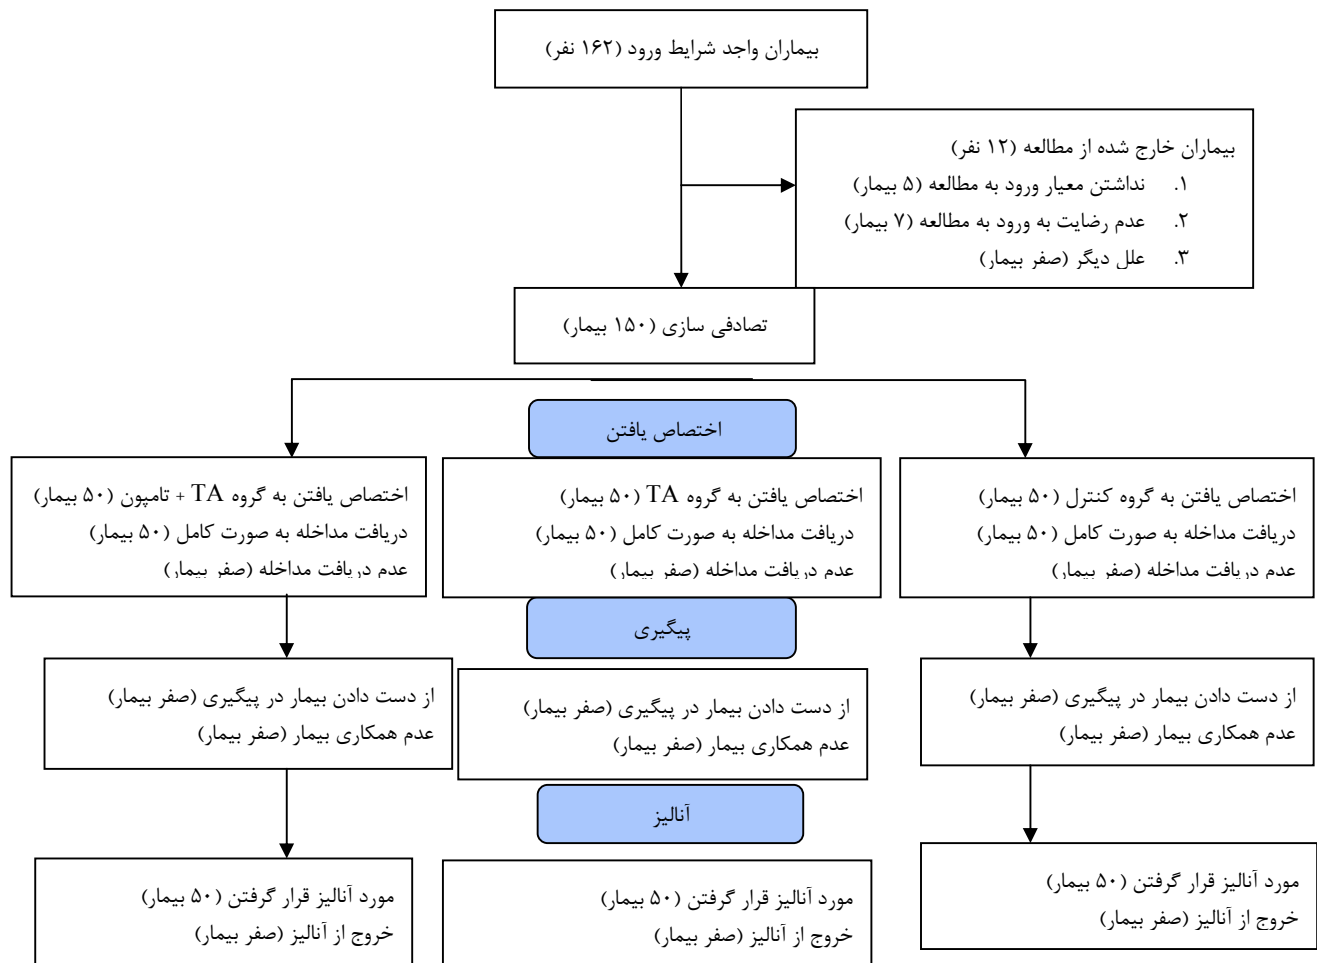 بیماران واجد شرایط ورود (۱۶۲ نفر)
بیماران خارج شده از مطالعه (۱۲ نفر)
۱. نداشتن معیار ورود به مطالعه (۵ بیمار)
۲. عدم رضایت به ورود به مطالعه (۷ بیمار)
۳. علل دیگر (صفر بیمار)
تصادفی سازی (۱۵۰ بیمار)
اختصاص یافتن
اختصاص یافتن به گروه کنترل (۵۰ بیمار)
دریافت مداخله به صورت کامل (۵۰ بیمار)
عدم دریافت مداخله (صفر بیمار)
اختصاص یافتن به گروه TA (۵۰ بیمار)
دریافت مداخله به صورت کامل (۵۰ بیمار)
عدم دریافت مداخله (صفر بیمار)
اختصاص یافتن به گروه TA + تامپون (۵۰ بیمار)
دریافت مداخله به صورت کامل (۵۰ بیمار)
عدم دریافت مداخله (صفر بیمار)
پیگیری
از دست دادن بیمار در پیگیری (صفر بیمار)
عدم همکاری بیمار (صفر بیمار)
از دست دادن بیمار در پیگیری (صفر بیمار)
عدم همکاری بیمار (صفر بیمار)
از دست دادن بیمار در پیگیری (صفر بیمار)
عدم همکاری بیمار (صفر بیمار)
آنالیز
مورد آنالیز قرار گرفتن (۵۰ بیمار)
خروج از آنالیز (صفر بیمار)
مورد آنالیز قرار گرفتن (۵۰ بیمار)
خروج از آنالیز (صفر بیمار)
مورد آنالیز قرار گرفتن (۵۰ بیمار)
خروج از آنالیز (صفر بیمار)